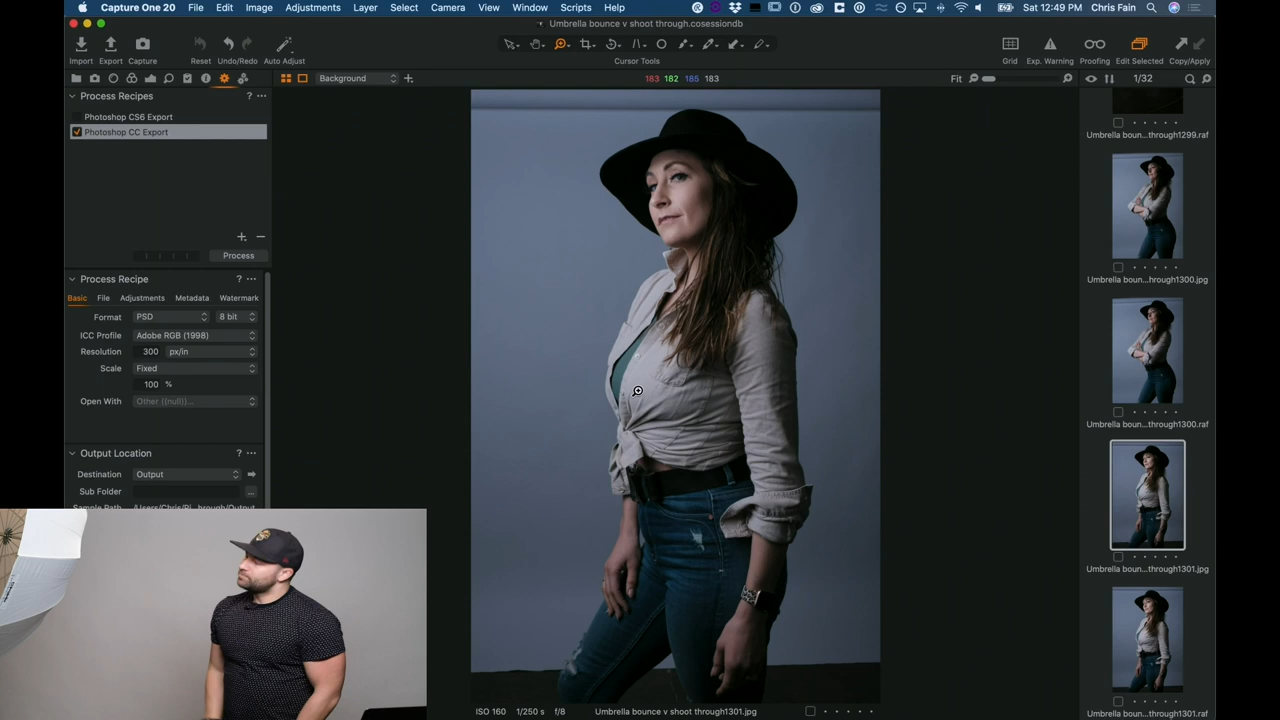 Capture One 20 File Edit Image Adjustments Layer Select Camera View Window Scripts Help Sat 12:49 PM Chris Fain
Umbrella bounce v shoot through.cosessiondb
Import Export Capture Reset Undo/Redo Auto Adjust Cursor Tools Grid Exp. Warning Proofing Edit Selected Copy/Apply
Background 183 182 185 183 Fit 1/32
Process Recipes ? ...
Photoshop CS6 Export
Photoshop CC Export
Process
Process Recipe ? ...
Basic File Adjustments Metadata Watermark
Format PSD 8 bit
ICC Profile Adobe RGB (1998)
Resolution 300 px/in
Scale Fixed
100 %
Open With Other ((null))...
Output Location ? ...
Destination Output
Sub Folder ...
Umbrella boun...through1299.raf
Umbrella boun...through1300.jpg
Umbrella boun...through1300.raf
Umbrella boun...through1301.jpg
Umbrella boun...through1301.raf
ISO 160 1/250 s f/8 Umbrella bounce v shoot through1301.jpg